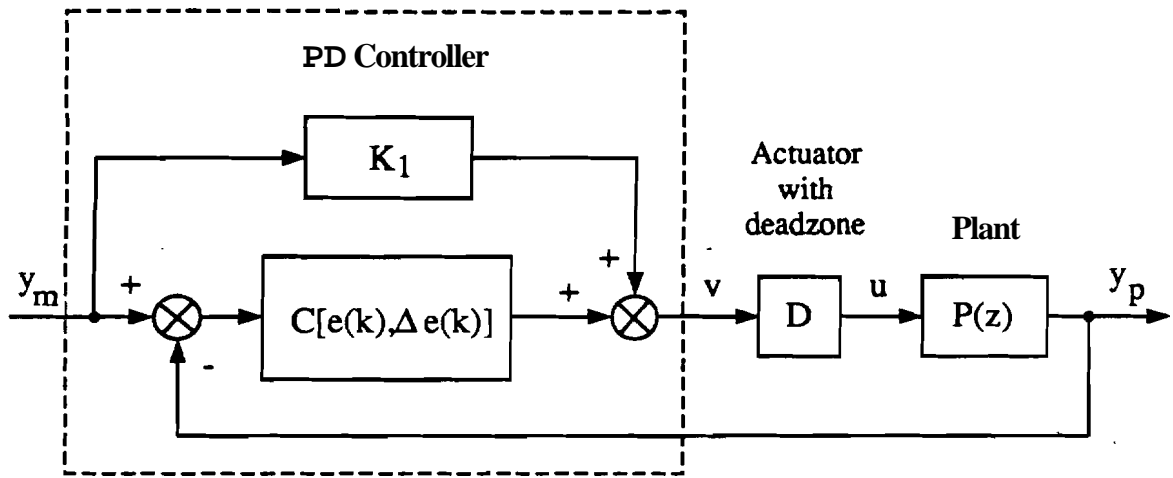 PD Controller
K1
Actuator
with
deadzone
Plant
ym
+
-
C[e(k),Δe(k)]
+
+
v
D
u
P(z)
yp